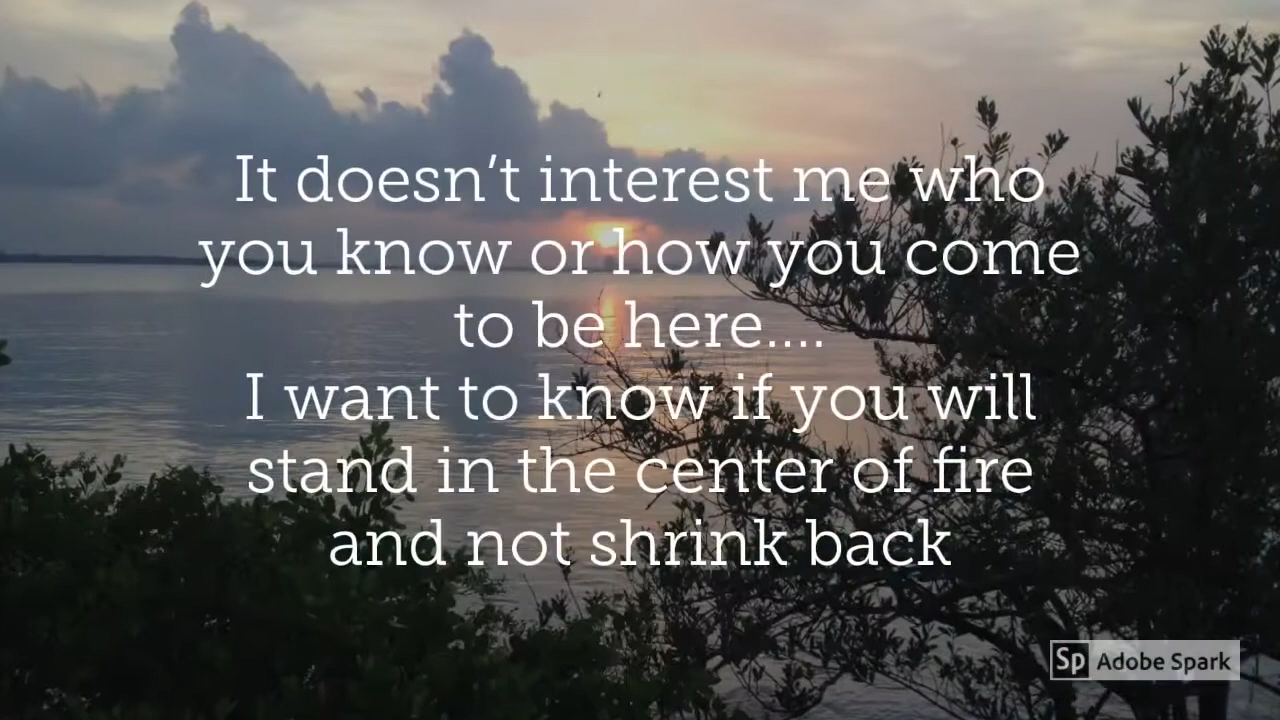 It doesn’t interest me who
you know or how you come
to be here....
I want to know if you will
stand in the center of fire
and not shrink back
Sp Adobe Spark